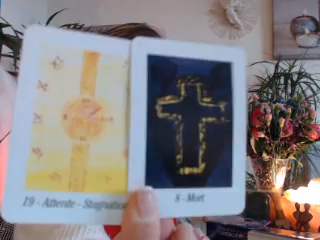 19 - Attente - Stagnation
8 - Mort